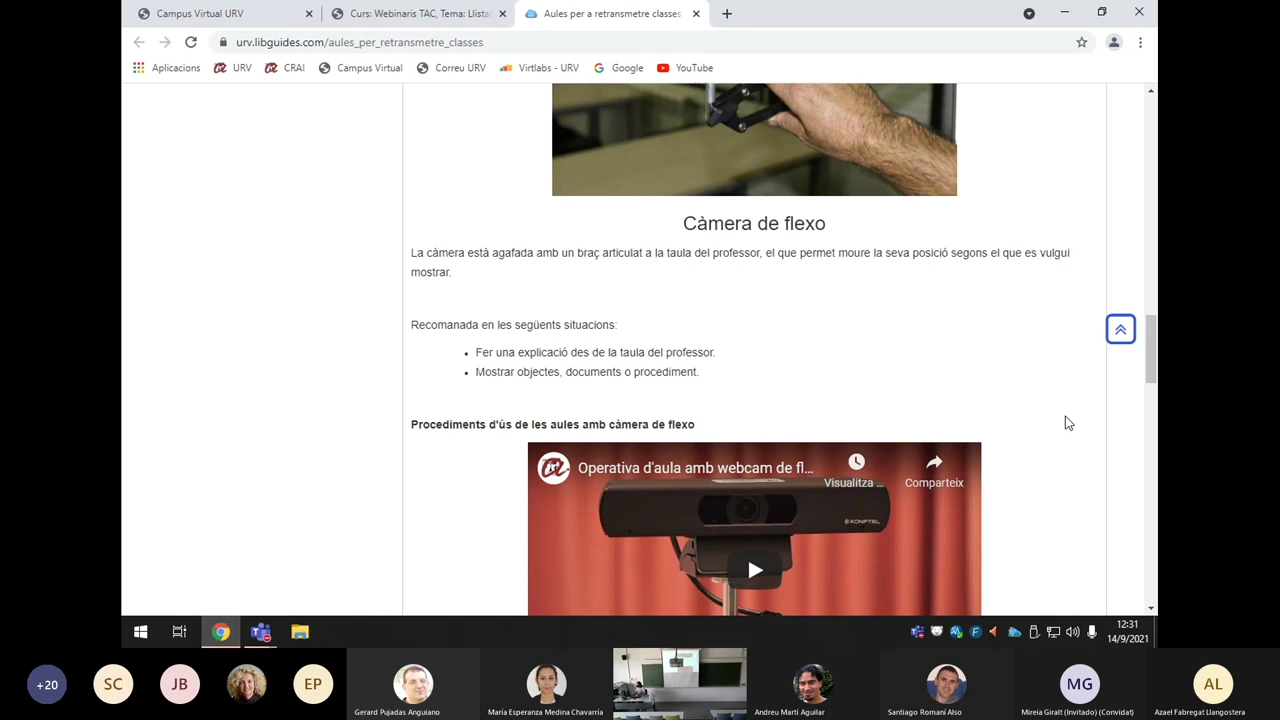 Campus Virtual URV
Curs: Webinaris TAC, Tema: Llista
Aules per a retransmetre classes
urv.libguides.com/aules_per_retransmetre_classes
Aplicacions URV CRAI Campus Virtual Correu URV Virtlabs - URV Google YouTube
Càmera de flexo
La càmera està agafada amb un braç articulat a la taula del professor, el que permet moure la seva posició segons el que es vulgui
mostrar.
Recomanada en les següents situacions:
Fer una explicació des de la taula del professor.
Mostrar objectes, documents o procediment.
Procediments d'ús de les aules amb càmera de flexo
Operativa d'aula amb webcam de fl...
Visualitza ...
Comparteix
KONFTEL
12:31
14/9/2021
+20
SC
JB
EP
MG
AL
Gerard Pujadas Anguiano
María Esperanza Medina Chavarría
Andreu Martí Aguilar
Santiago Romaní Also
Mireia Giralt (Invitado) (Convidat)
Azael Fabregat Llangostera